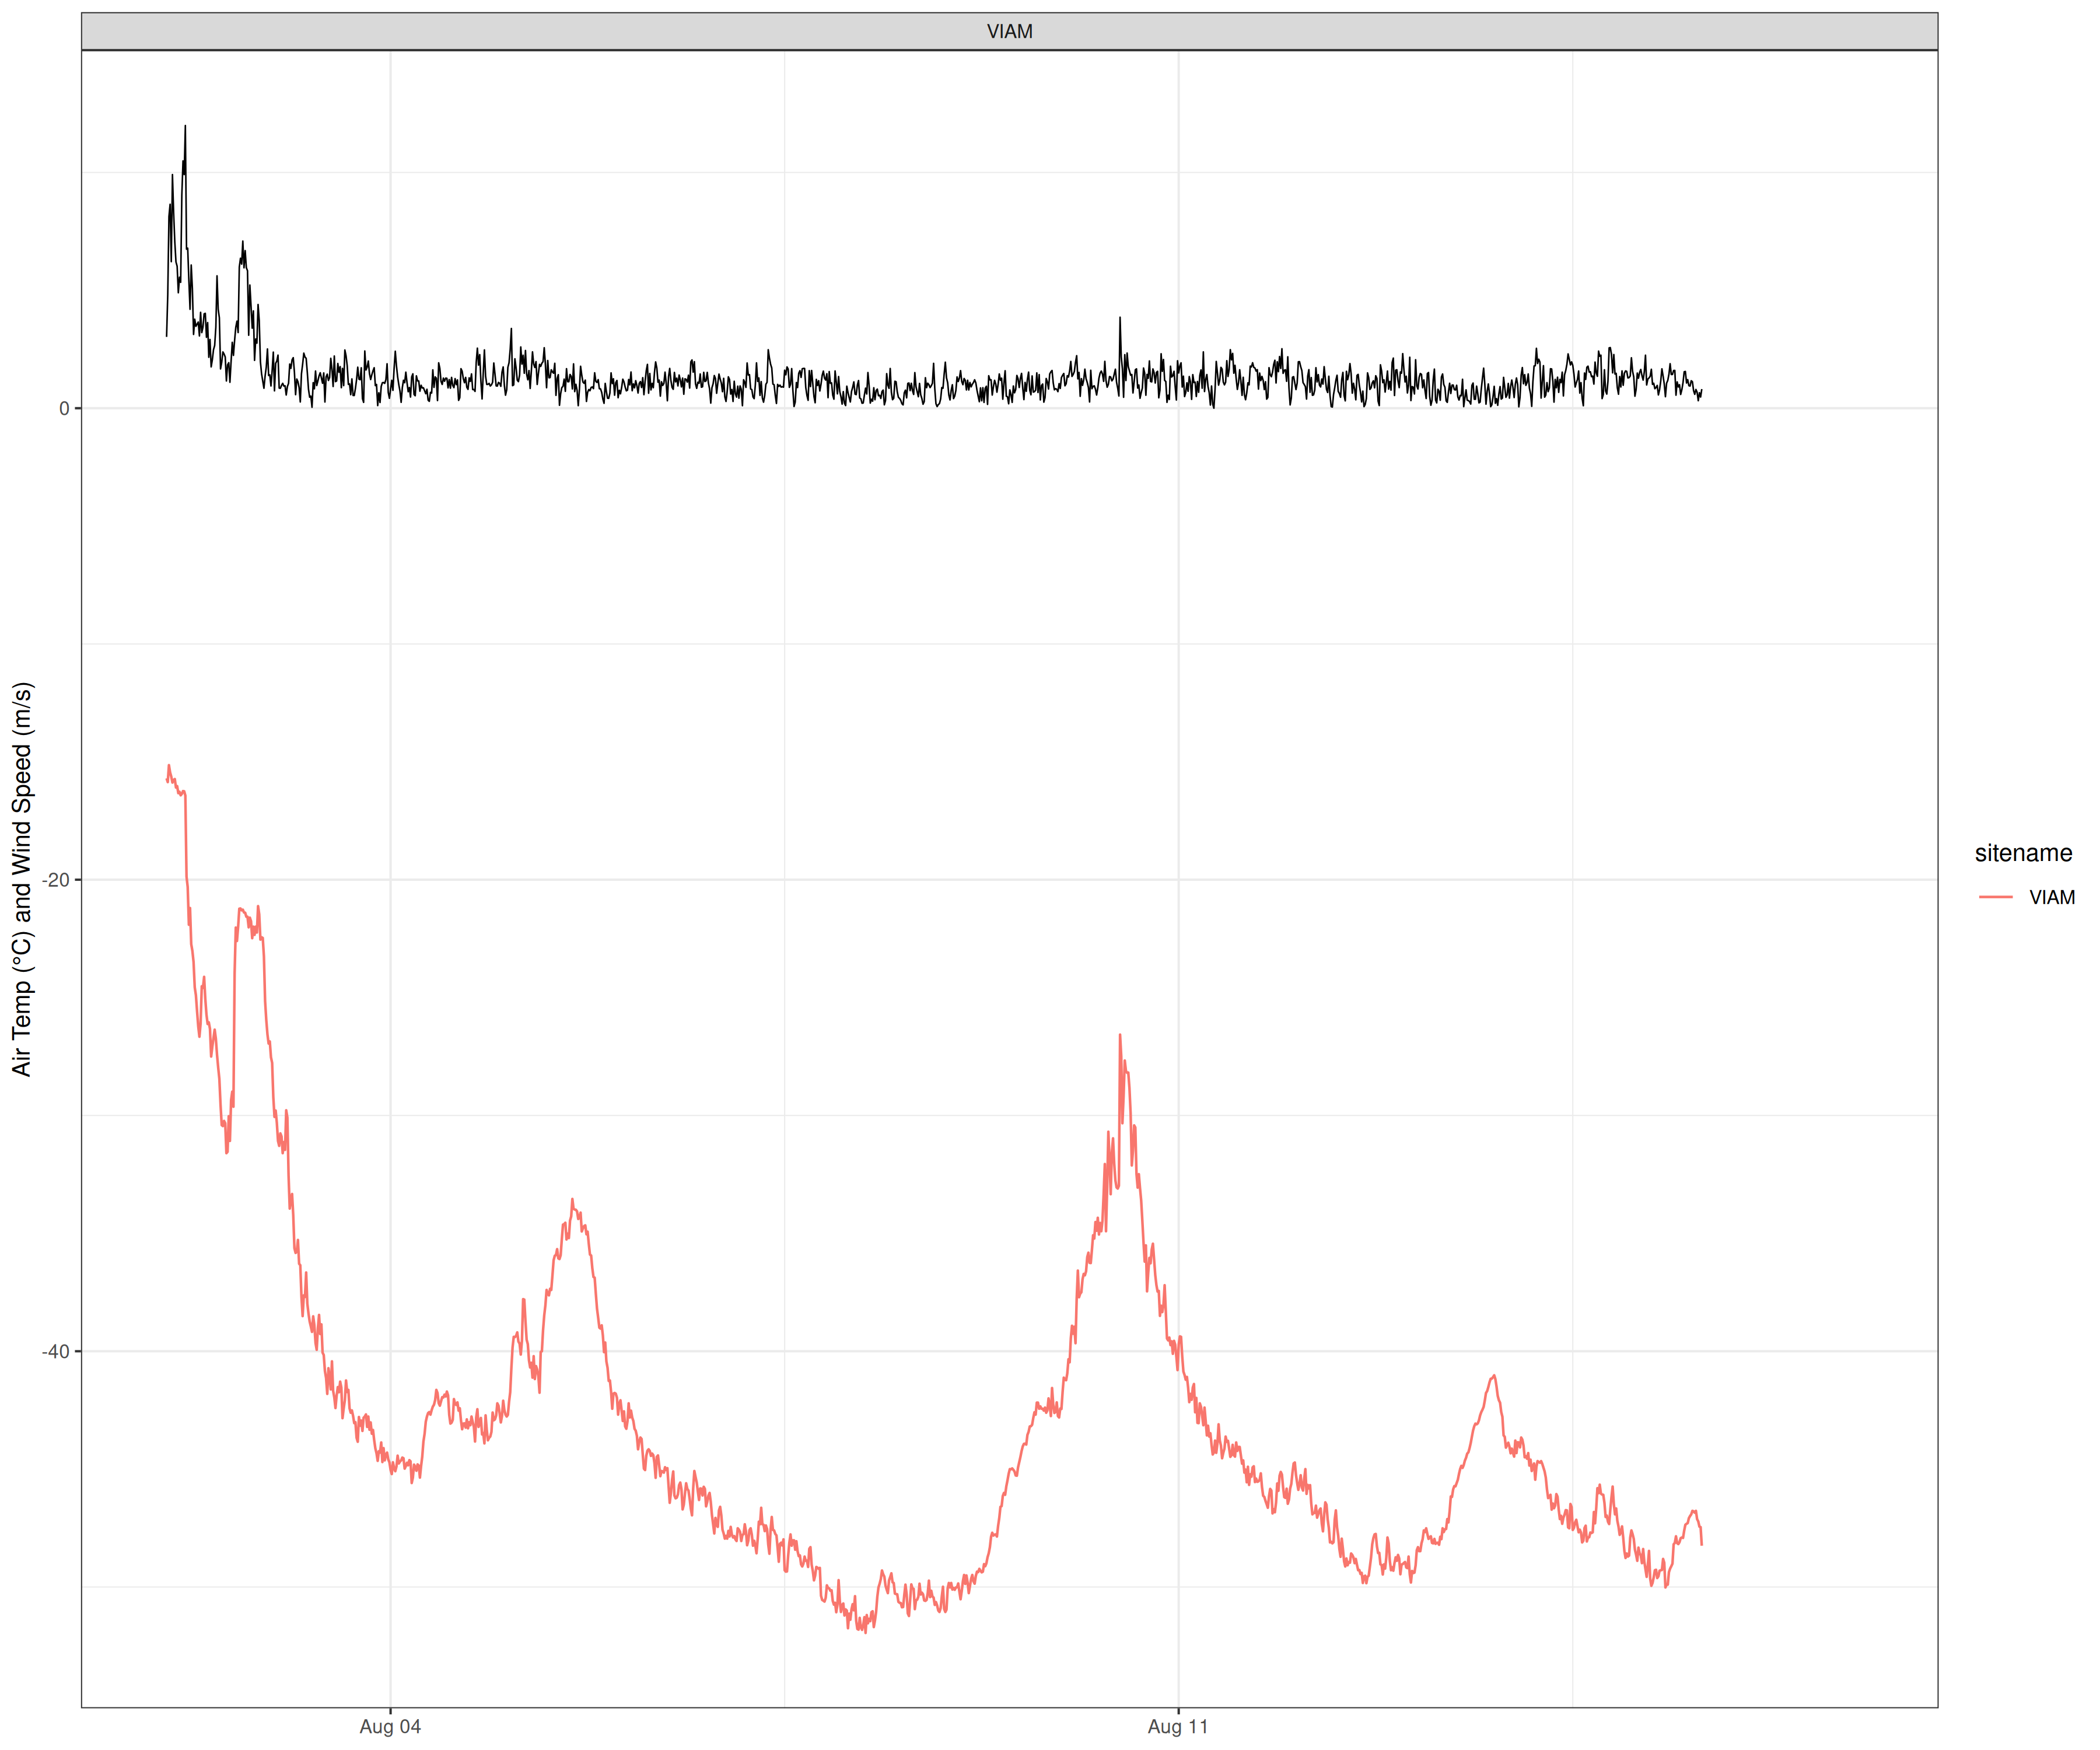 VIAM
0
-20
-40
Air Temp (°C) and Wind Speed (m/s)
Aug 04
Aug 11
sitename
VIAM